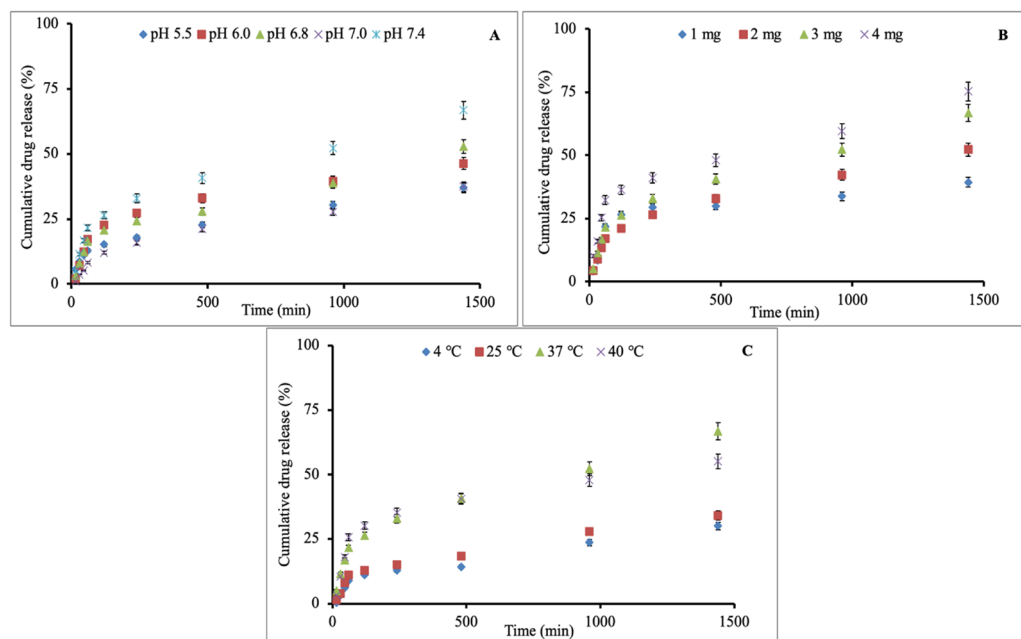 pH 5.5 pH 6.0 pH 6.8 pH 7.0 pH 7.4 A
Cumulative drug release (%)
100
75
50
25
0
0 500 1000 1500
Time (min)
1 mg 2 mg 3 mg 4 mg B
Cumulative drug release (%)
100
75
50
25
0
0 500 1000 1500
Time (min)
4 °C 25 °C 37 °C 40 °C C
Cumulative drug release (%)
100
75
50
25
0
0 500 1000 1500
Time (min)